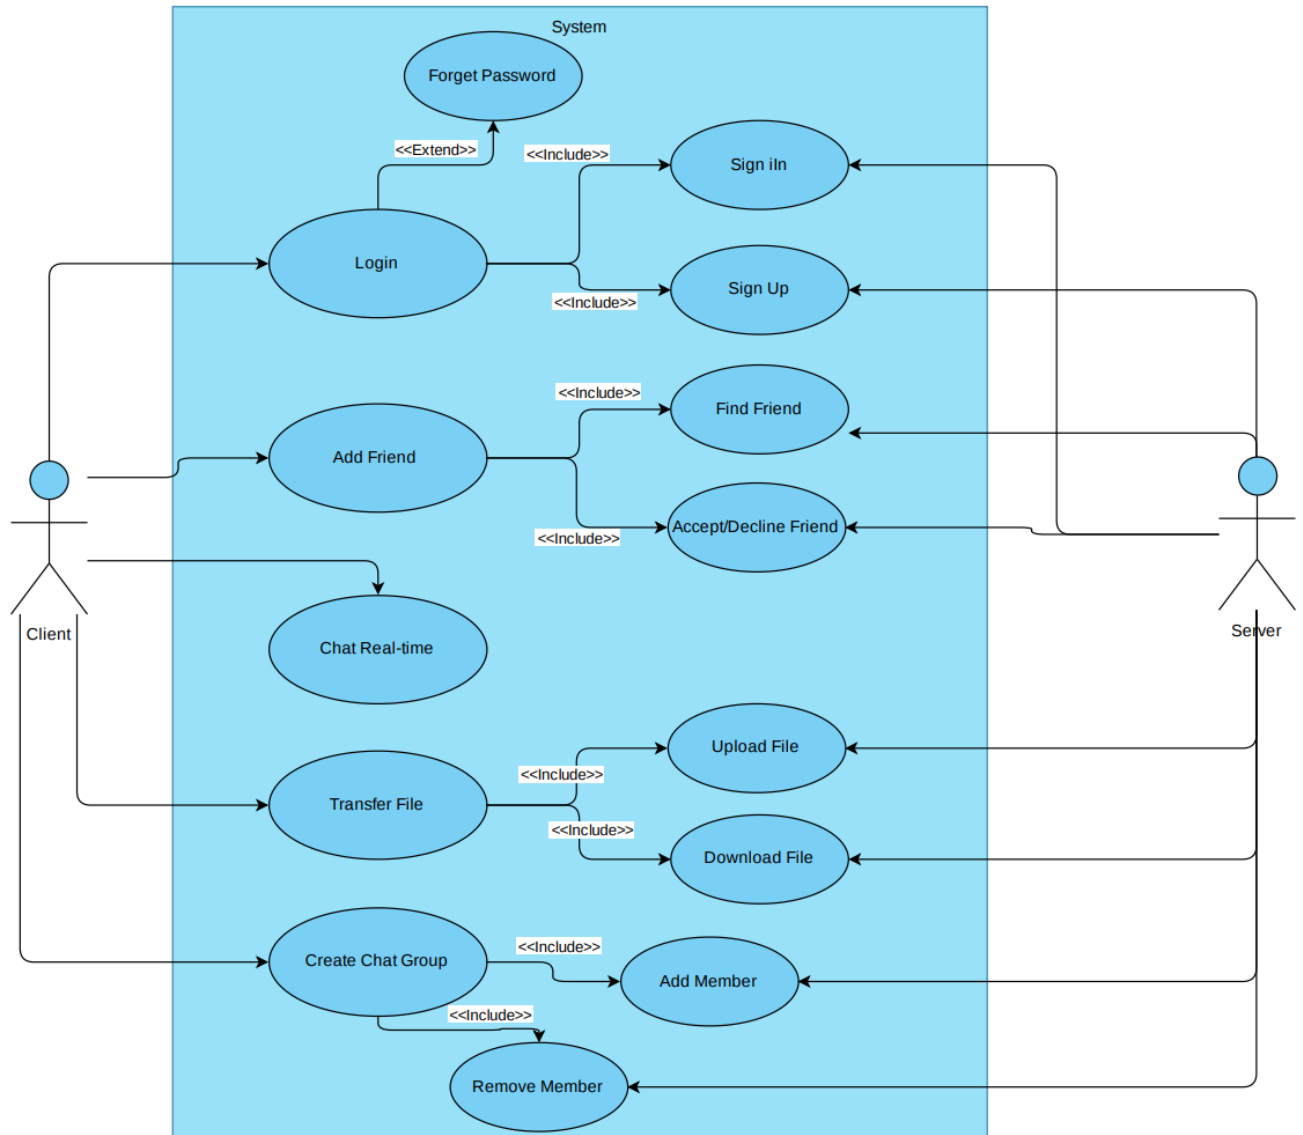 System
Forget Password
<<Extend>>
<<Include>>
Sign iIn
Login
Sign Up
<<Include>>
<<Include>>
Find Friend
Add Friend
Accept/Decline Friend
<<Include>>
Client
Server
Chat Real-time
Upload File
<<Include>>
Transfer File
<<Include>>
Download File
<<Include>>
Create Chat Group
Add Member
<<Include>>
Remove Member